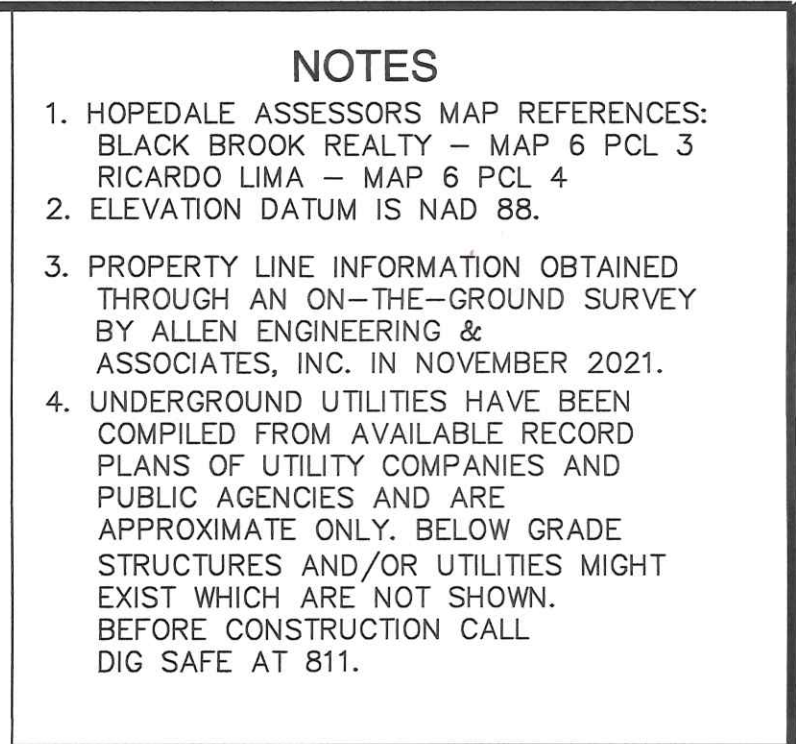 NOTES
1. HOPEDALE ASSESSORS MAP REFERENCES:
BLACK BROOK REALTY – MAP 6 PCL 3
RICARDO LIMA – MAP 6 PCL 4
2. ELEVATION DATUM IS NAD 88.
3. PROPERTY LINE INFORMATION OBTAINED
THROUGH AN ON–THE–GROUND SURVEY
BY ALLEN ENGINEERING &
ASSOCIATES, INC. IN NOVEMBER 2021.
4. UNDERGROUND UTILITIES HAVE BEEN
COMPILED FROM AVAILABLE RECORD
PLANS OF UTILITY COMPANIES AND
PUBLIC AGENCIES AND ARE
APPROXIMATE ONLY. BELOW GRADE
STRUCTURES AND/OR UTILITIES MIGHT
EXIST WHICH ARE NOT SHOWN.
BEFORE CONSTRUCTION CALL
DIG SAFE AT 811.